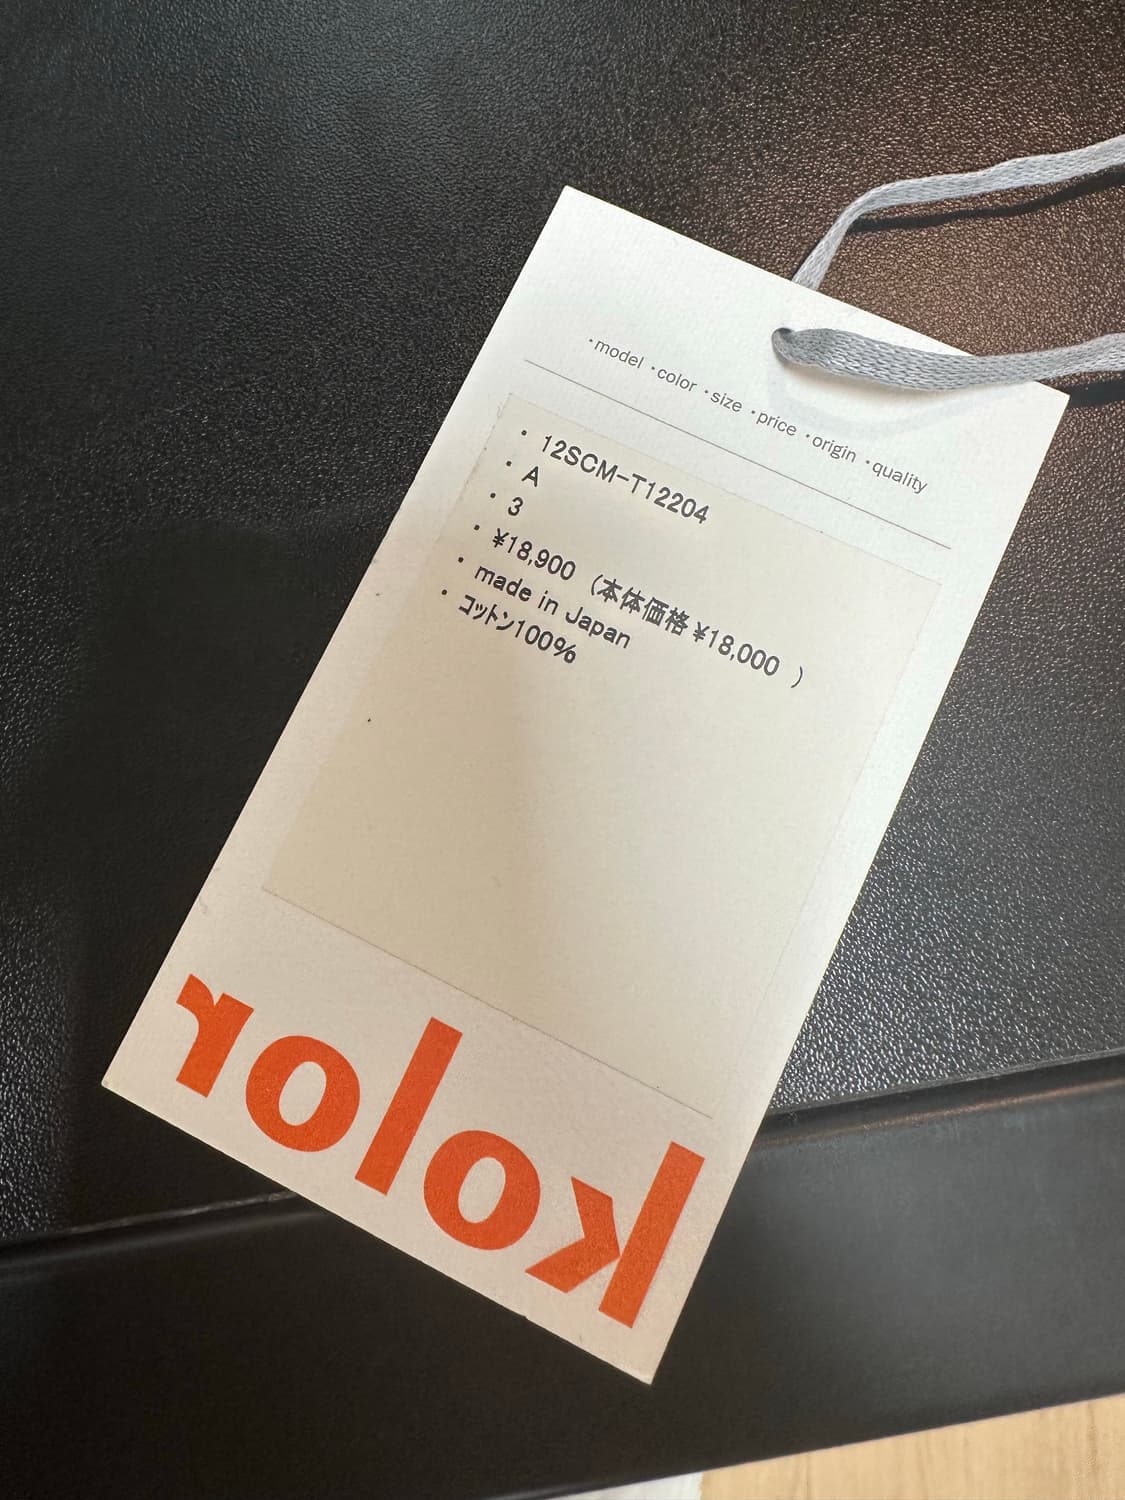 ・model ・color ・size ・price ・origin ・quality
・12SCM-T12204
・A
・3
・¥18,900（本体価格 ¥18,000 ）
・made in Japan
・コットン100%
kolor